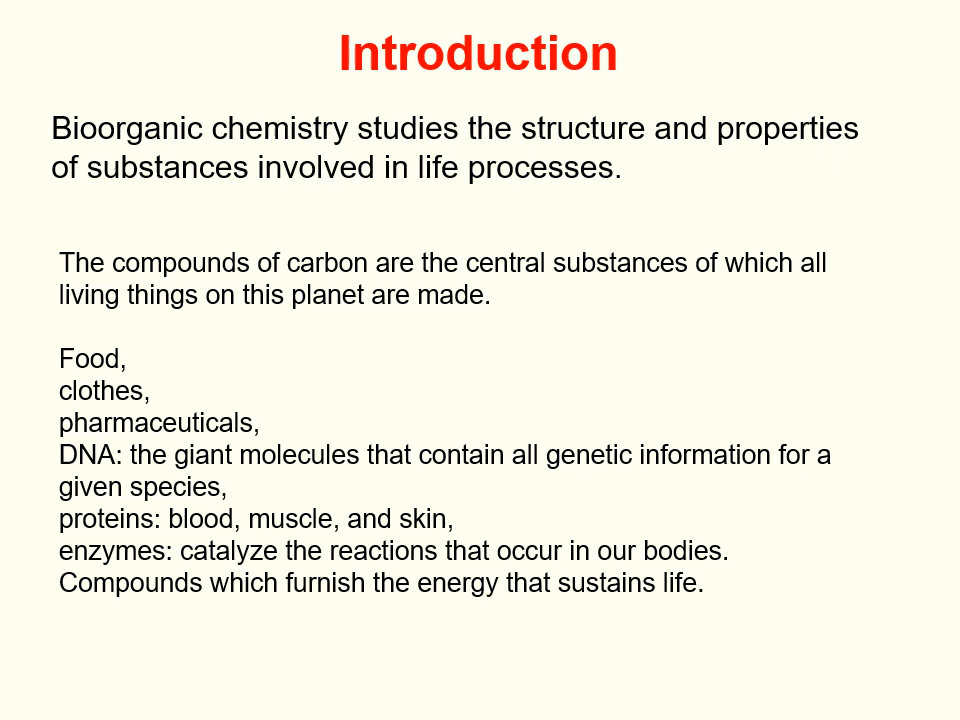 Introduction
Bioorganic chemistry studies the structure and properties
of substances involved in life processes.
The compounds of carbon are the central substances of which all
living things on this planet are made.
Food,
clothes,
pharmaceuticals,
DNA: the giant molecules that contain all genetic information for a
given species,
proteins: blood, muscle, and skin,
enzymes: catalyze the reactions that occur in our bodies.
Compounds which furnish the energy that sustains life.